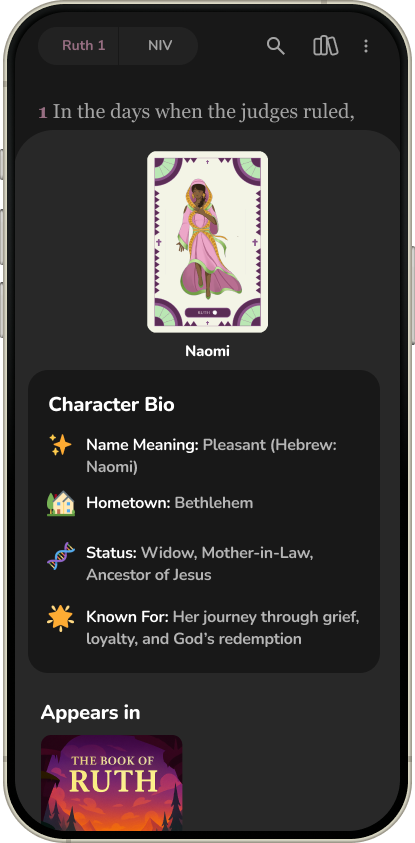 Ruth 1
NIV
1 In the days when the judges ruled,
Naomi
Character Bio
Name Meaning: Pleasant (Hebrew:
Naomi)
Hometown: Bethlehem
Status: Widow, Mother-in-Law,
Ancestor of Jesus
Known For: Her journey through grief,
loyalty, and God's redemption
Appears in
THE BOOK OF
RUTH